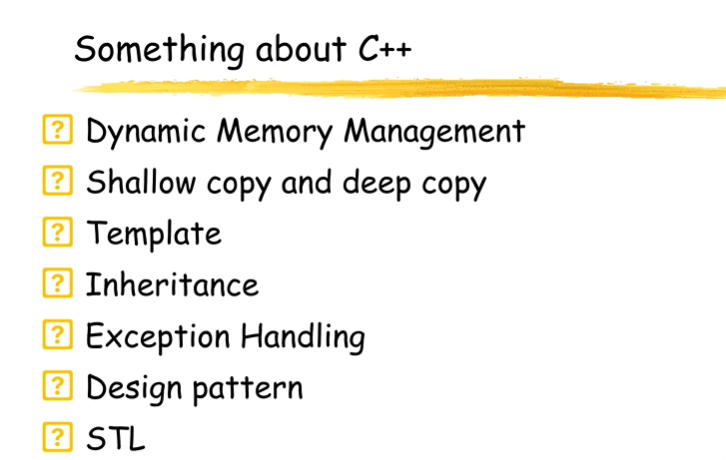 Something about C++
? Dynamic Memory Management
? Shallow copy and deep copy
? Template
? Inheritance
? Exception Handling
? Design pattern
? STL